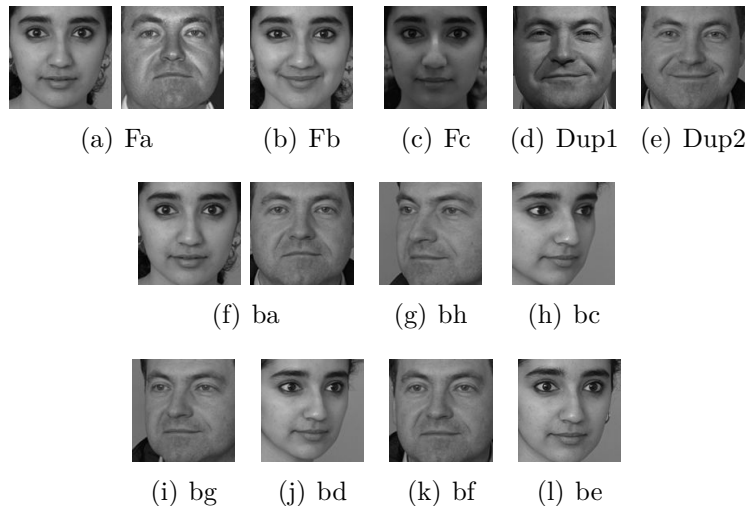 (a) Fa (b) Fb (c) Fc (d) Dup1 (e) Dup2
(f) ba (g) bh (h) bc
(i) bg (j) bd (k) bf (l) be